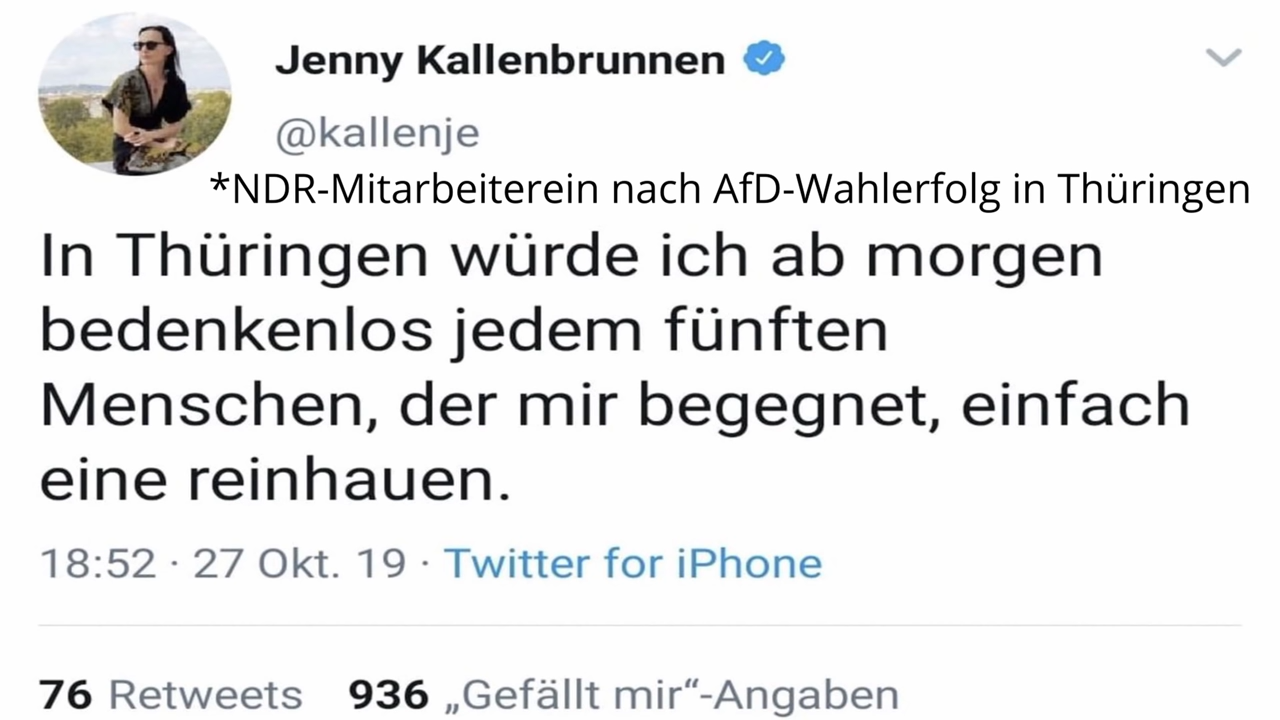 Jenny Kallenbrunnen
@kallenje
*NDR-Mitarbeiterein nach AfD-Wahlerfolg in Thüringen
In Thüringen würde ich ab morgen
bedenkenlos jedem fünften
Menschen, der mir begegnet, einfach
eine reinhauen.
18:52 · 27 Okt. 19 · Twitter for iPhone
76 Retweets 936 „Gefällt mir“-Angaben